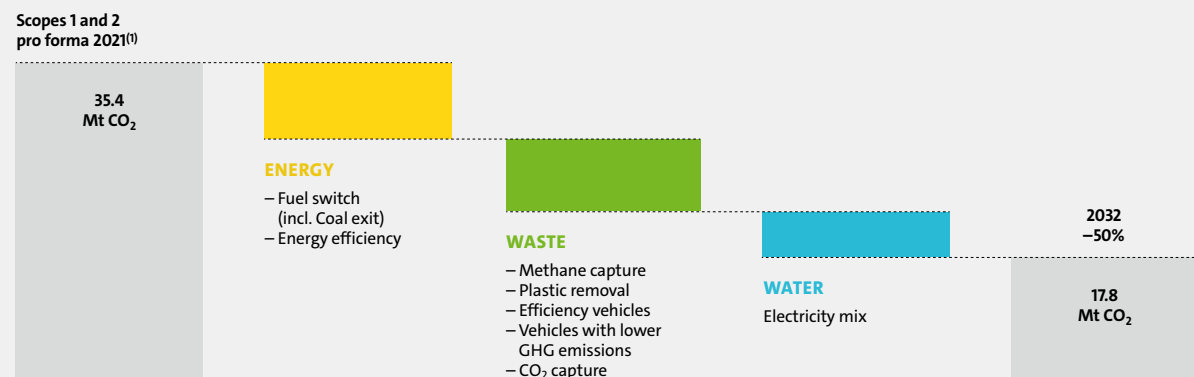 Scopes 1 and 2
pro forma 2021(1)
35.4
Mt CO₂
ENERGY
– Fuel switch
(incl. Coal exit)
– Energy efficiency
WASTE
– Methane capture
– Plastic removal
– Efficiency vehicles
– Vehicles with lower
GHG emissions
– CO₂ capture
WATER
Electricity mix
2032
–50%
17.8
Mt CO₂